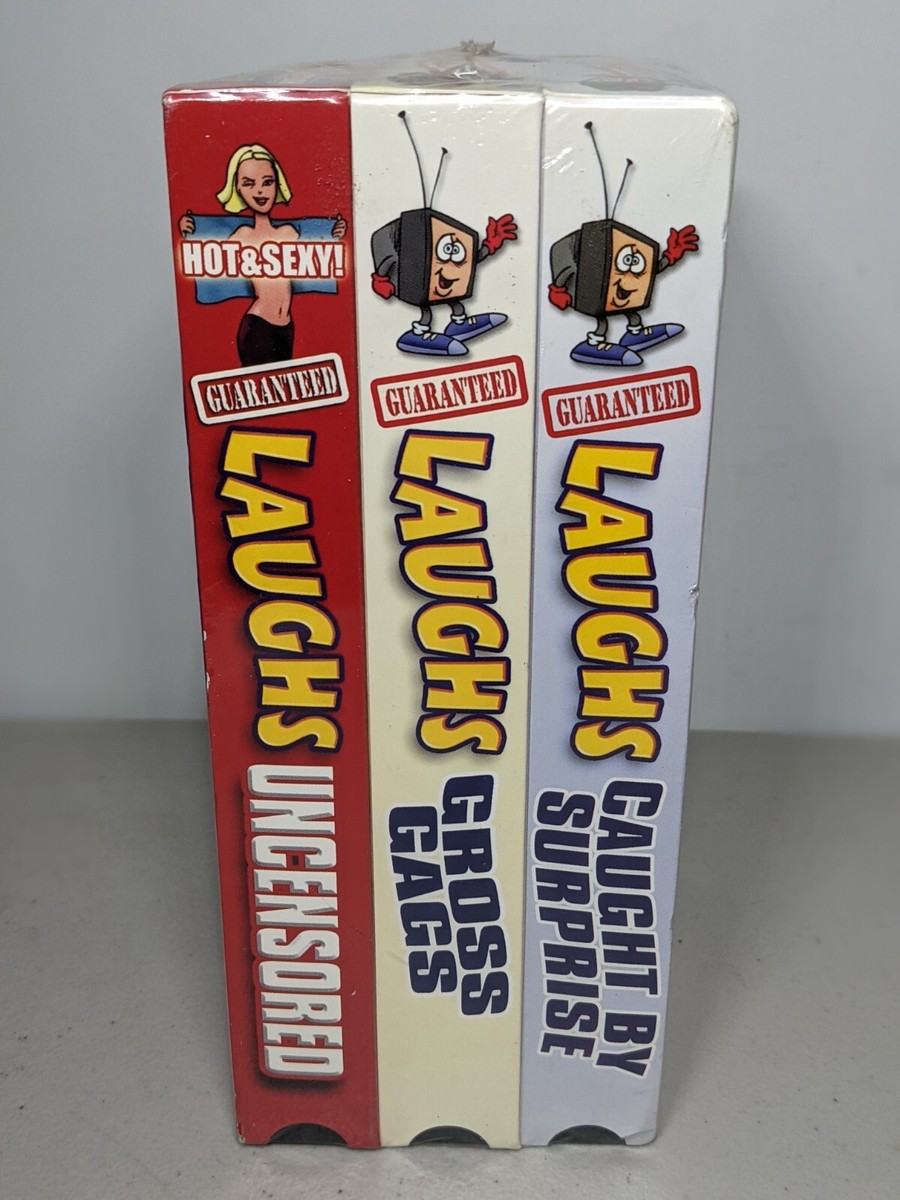 HOT&SEXY!
GUARANTEED
LAUGHS
UNCENSORED
GUARANTEED
LAUGHS
GROSS
GAGS
GUARANTEED
LAUGHS
CAUGHT BY
SURPRISE